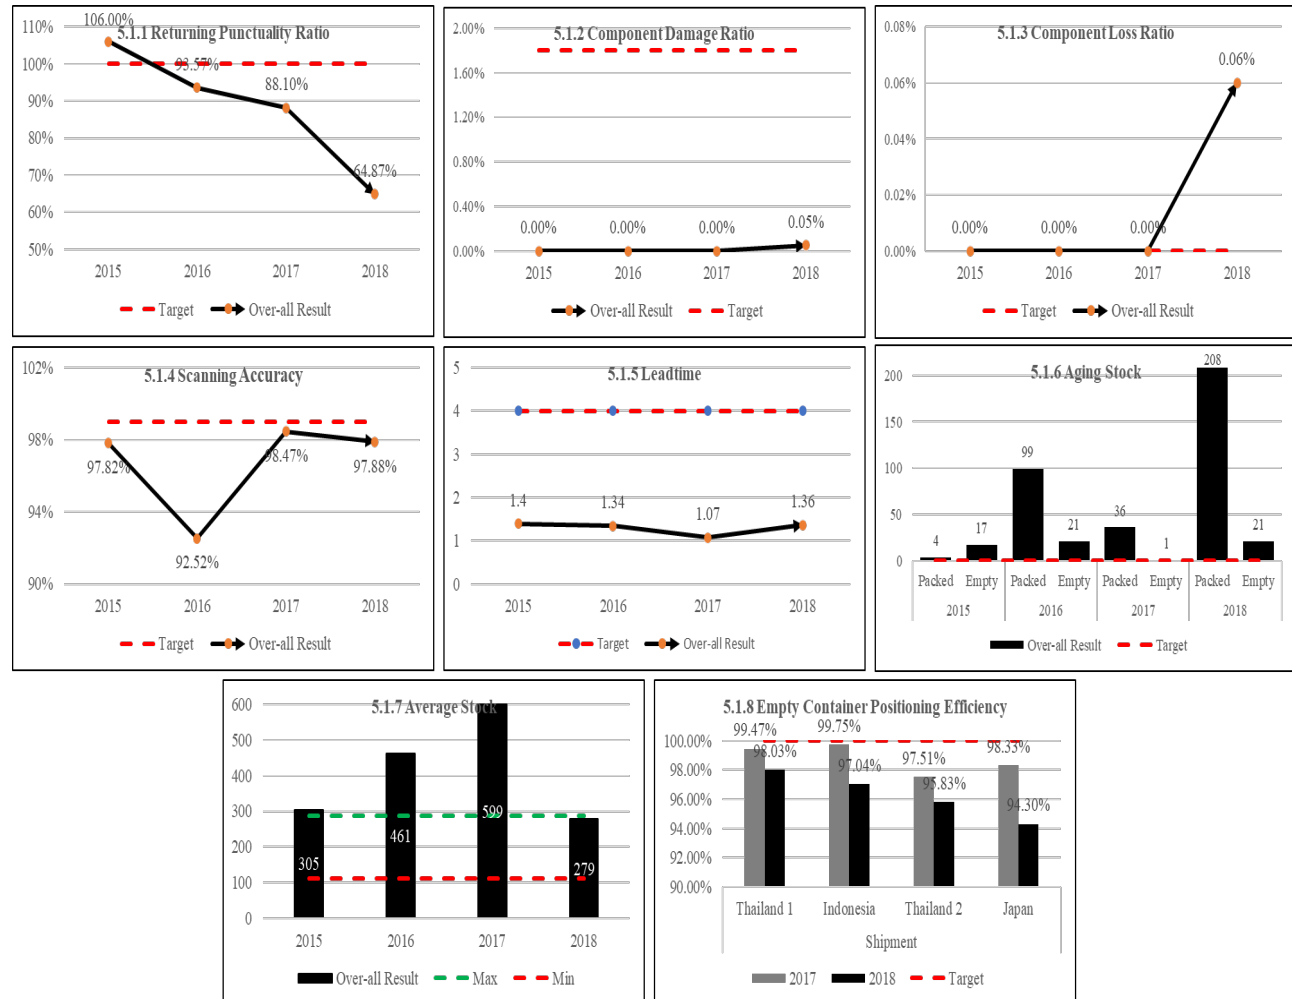 5.1.1 Returning Punctuality Ratio
106.00%
110%
100%
90%
80%
70%
60%
50%
93.57%
88.10%
64.87%
2015 2016 2017 2018
Target Over-all Result
5.1.2 Component Damage Ratio
2.00%
1.60%
1.20%
0.80%
0.40%
0.00%
0.00% 0.00% 0.00% 0.05%
2015 2016 2017 2018
Over-all Result Target
5.1.3 Component Loss Ratio
0.08%
0.06%
0.04%
0.02%
0.00%
0.00% 0.00% 0.00% 0.06%
2015 2016 2017 2018
Target Over-all Result
5.1.4 Scanning Accuracy
102%
98%
94%
90%
97.82% 92.52% 98.47% 97.88%
2015 2016 2017 2018
Target Over-all Result
5.1.5 Leadtime
5
4
3
2
1
0
1.4 1.34 1.07 1.36
2015 2016 2017 2018
Target Over-all Result
5.1.6 Aging Stock
200
150
100
50
0
4 17 99 21 36 1 208 21
Packed Empty Packed Empty Packed Empty Packed Empty
2015 2016 2017 2018
Over-all Result Target
5.1.7 Average Stock
600
500
400
300
200
100
0
305 461 599 279
2015 2016 2017 2018
Over-all Result Max Min
5.1.8 Empty Container Positioning Efficiency
100.00%
98.00%
96.00%
94.00%
92.00%
90.00%
99.47% 98.03% 99.75% 97.04% 97.51% 95.83% 98.33% 94.30%
Thailand 1 Indonesia Thailand 2 Japan
Shipment
2017 2018 Target